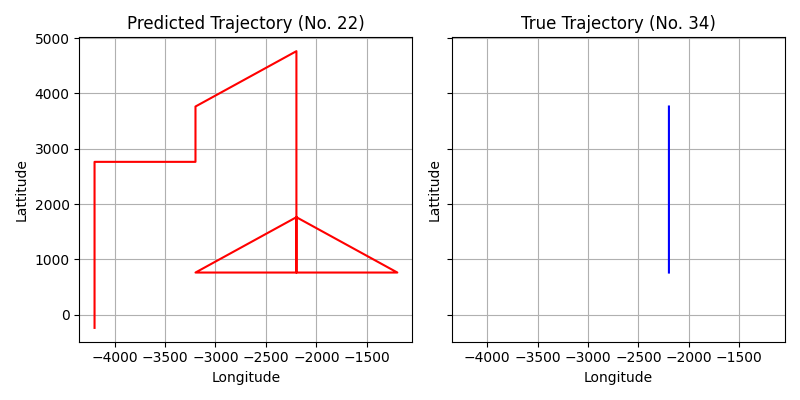 Predicted Trajectory (No. 22)
True Trajectory (No. 34)
5000
4000
3000
2000
1000
0
Lattitude
Lattitude
−4000 −3500 −3000 −2500 −2000 −1500
−4000 −3500 −3000 −2500 −2000 −1500
Longitude
Longitude